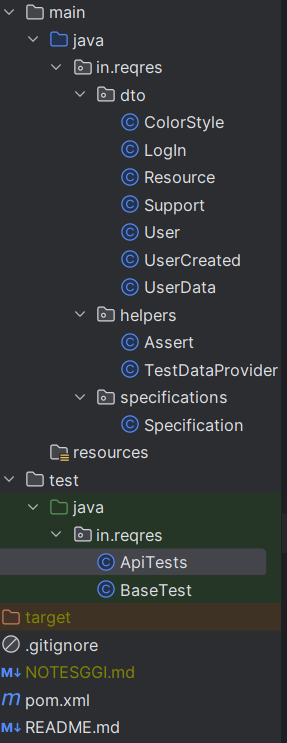 main
java
in.reqres
dto
ColorStyle
LogIn
Resource
Support
User
UserCreated
UserData
helpers
Assert
TestDataProvider
specifications
Specification
resources
test
java
in.reqres
ApiTests
BaseTest
target
.gitignore
M↓ NOTESGGI.md
m pom.xml
M↓ README.md